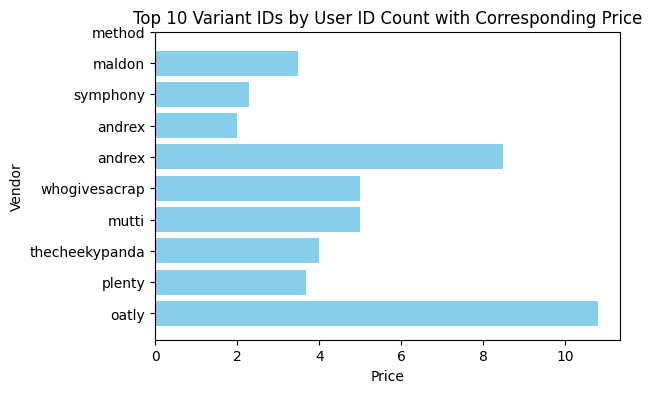 Top 10 Variant IDs by User ID Count with Corresponding Price
method
maldon
symphony
andrex
andrex
whogivesacrap
mutti
thecheekypanda
plenty
oatly
Vendor
0 2 4 6 8 10
Price